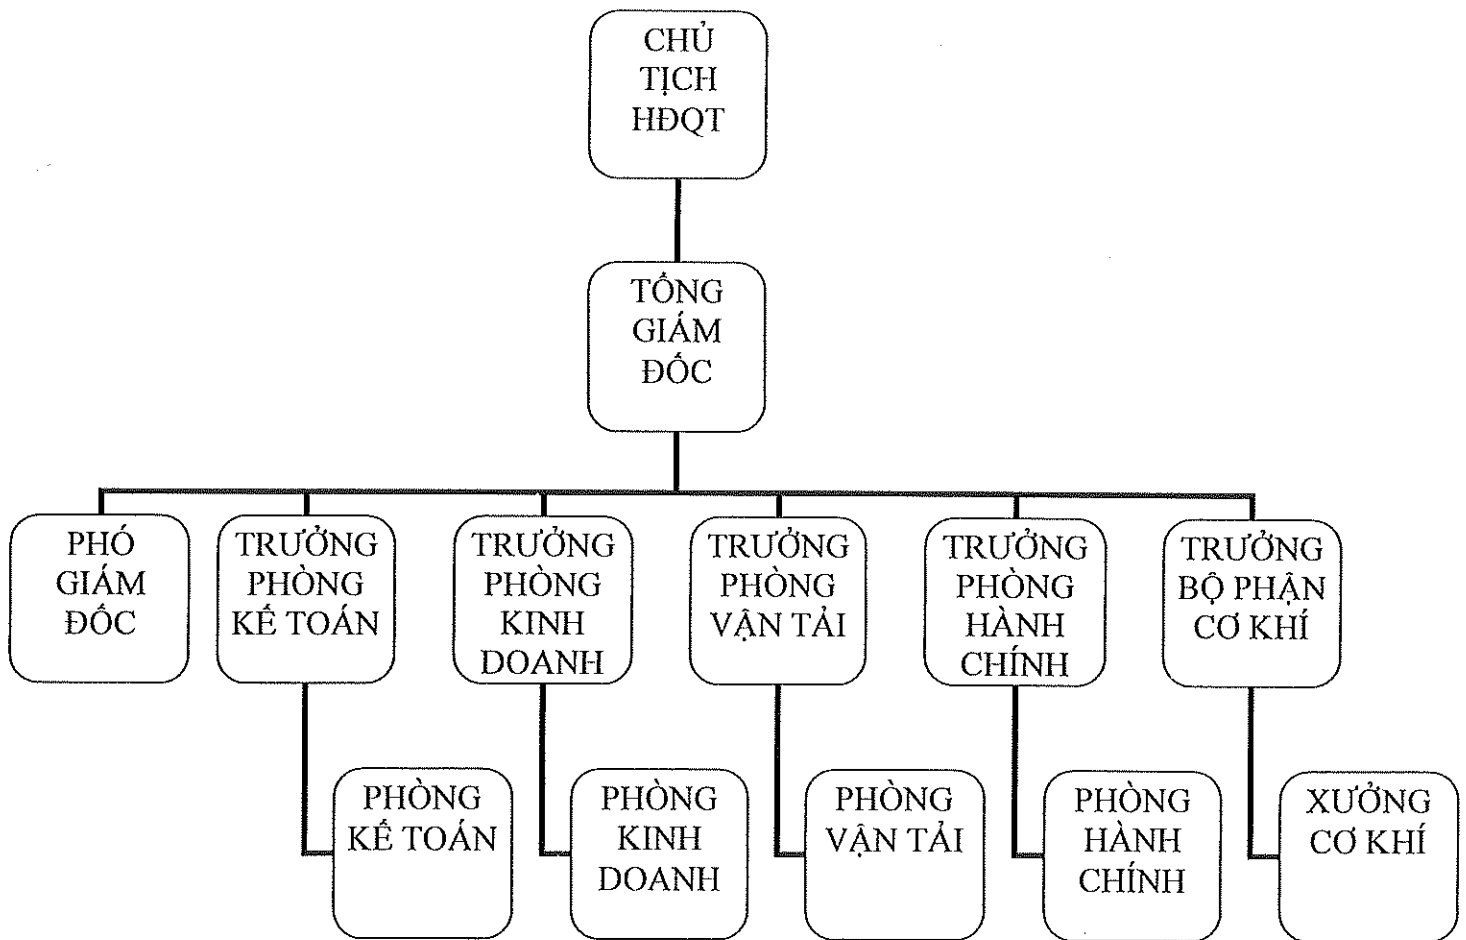 CHỦ
TỊCH
HĐQT
TỔNG
GIÁM
ĐỐC
PHÓ
GIÁM
ĐỐC
TRƯỞNG
PHÒNG
KẾ TOÁN
TRƯỞNG
PHÒNG
KINH
DOANH
TRƯỞNG
PHÒNG
VẬN TẢI
TRƯỞNG
PHÒNG
HÀNH
CHÍNH
TRƯỞNG
BỘ PHẬN
CƠ KHÍ
PHÒNG
KẾ TOÁN
PHÒNG
KINH
DOANH
PHÒNG
VẬN TẢI
PHÒNG
HÀNH
CHÍNH
XƯỞNG
CƠ KHÍ